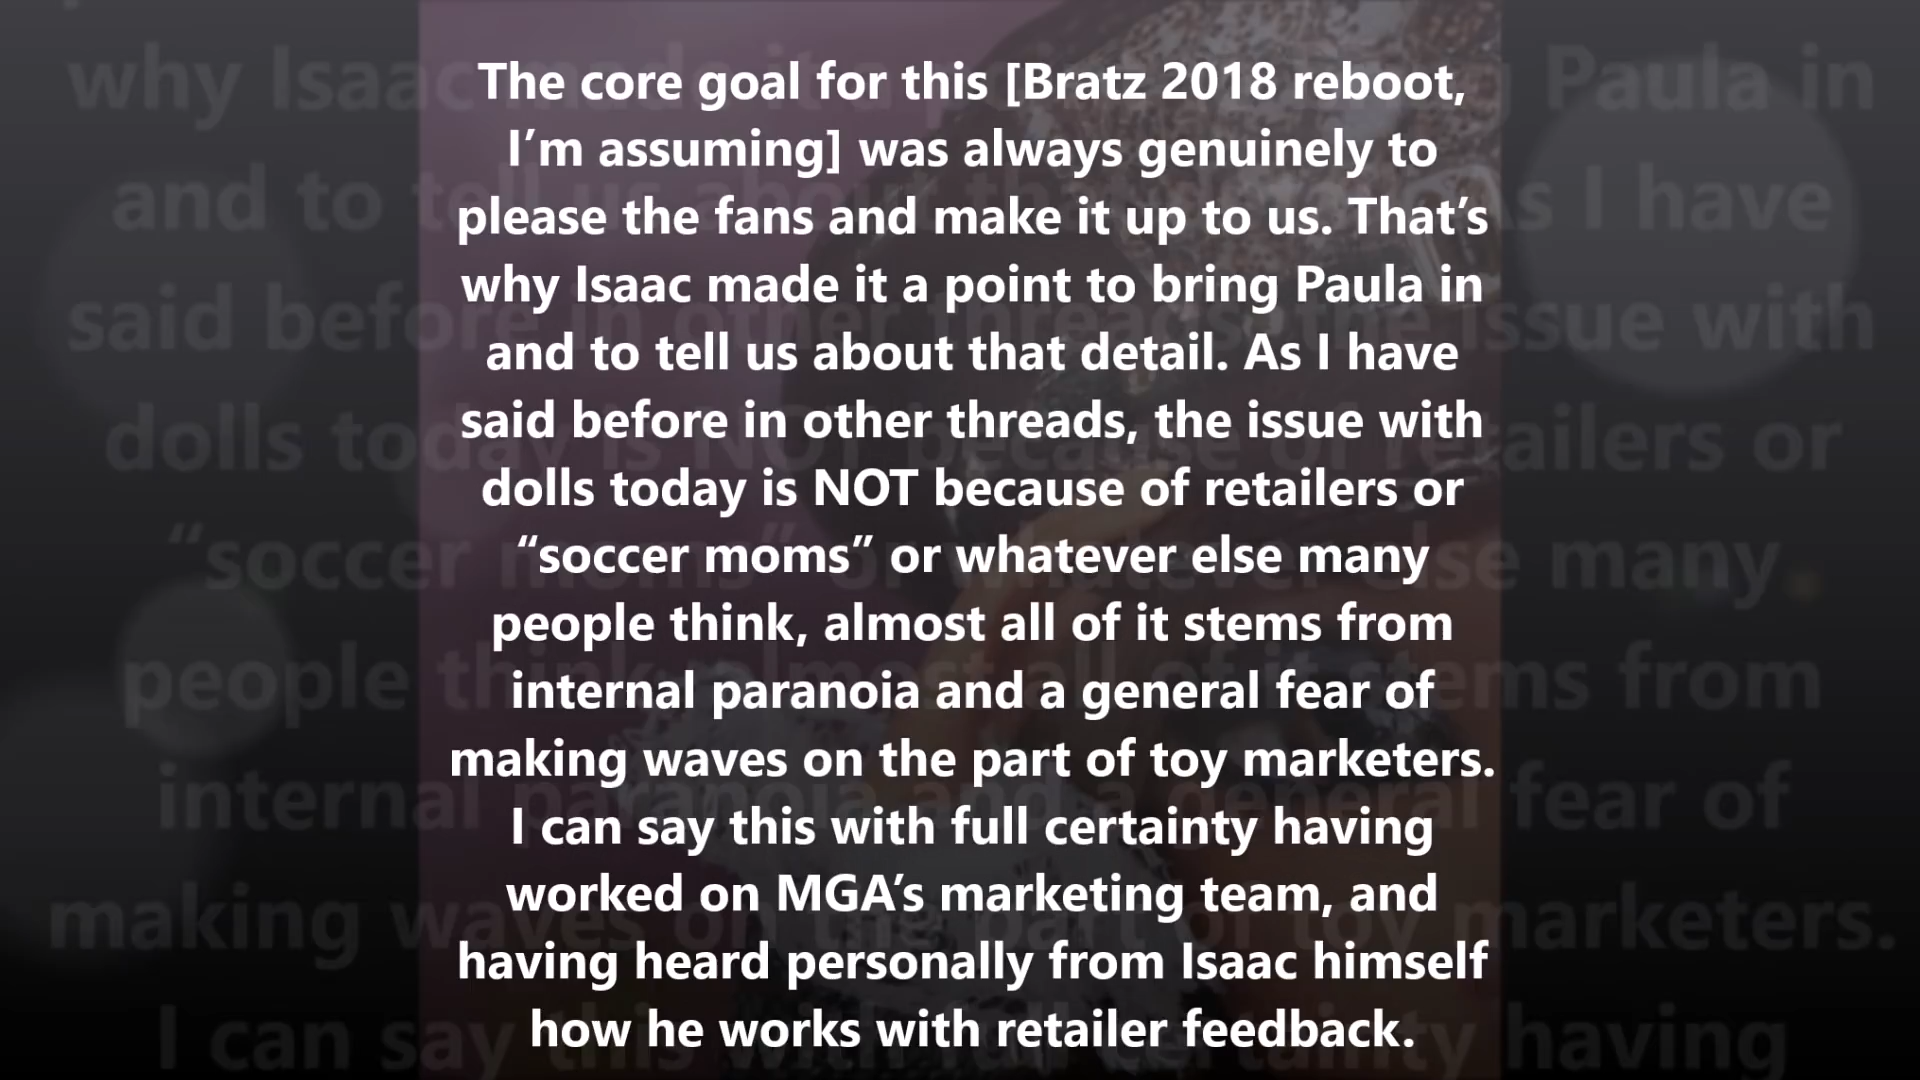 The core goal for this [Bratz 2018 reboot,
I’m assuming] was always genuinely to
please the fans and make it up to us. That’s
why Isaac made it a point to bring Paula in
and to tell us about that detail. As I have
said before in other threads, the issue with
dolls today is NOT because of retailers or
“soccer moms” or whatever else many
people think, almost all of it stems from
internal paranoia and a general fear of
making waves on the part of toy marketers.
I can say this with full certainty having
worked on MGA’s marketing team, and
having heard personally from Isaac himself
how he works with retailer feedback.